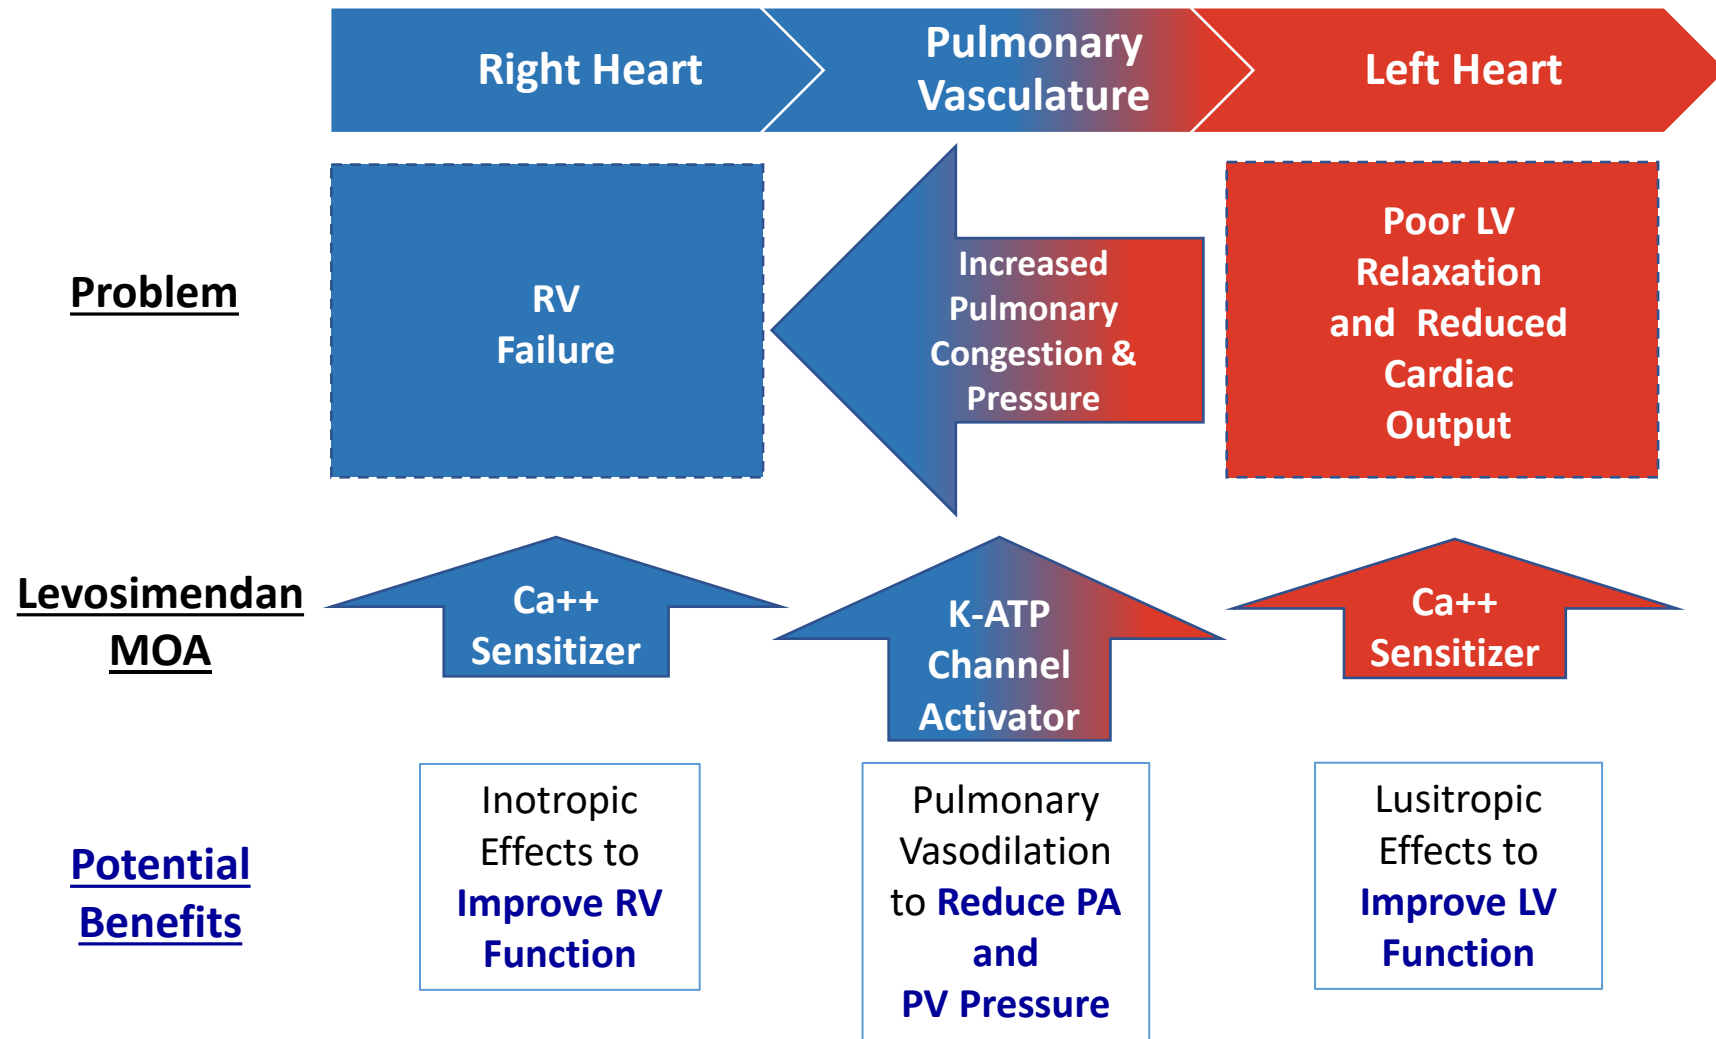 Right Heart
Pulmonary
Vasculature
Left Heart
Problem
RV
Failure
Increased
Pulmonary
Congestion &
Pressure
Poor LV
Relaxation
and Reduced
Cardiac
Output
Levosimendan
MOA
Ca++
Sensitizer
K-ATP
Channel
Activator
Ca++
Sensitizer
Potential
Benefits
Inotropic
Effects to
Improve RV
Function
Pulmonary
Vasodilation
to Reduce PA
and
PV Pressure
Lusitropic
Effects to
Improve LV
Function